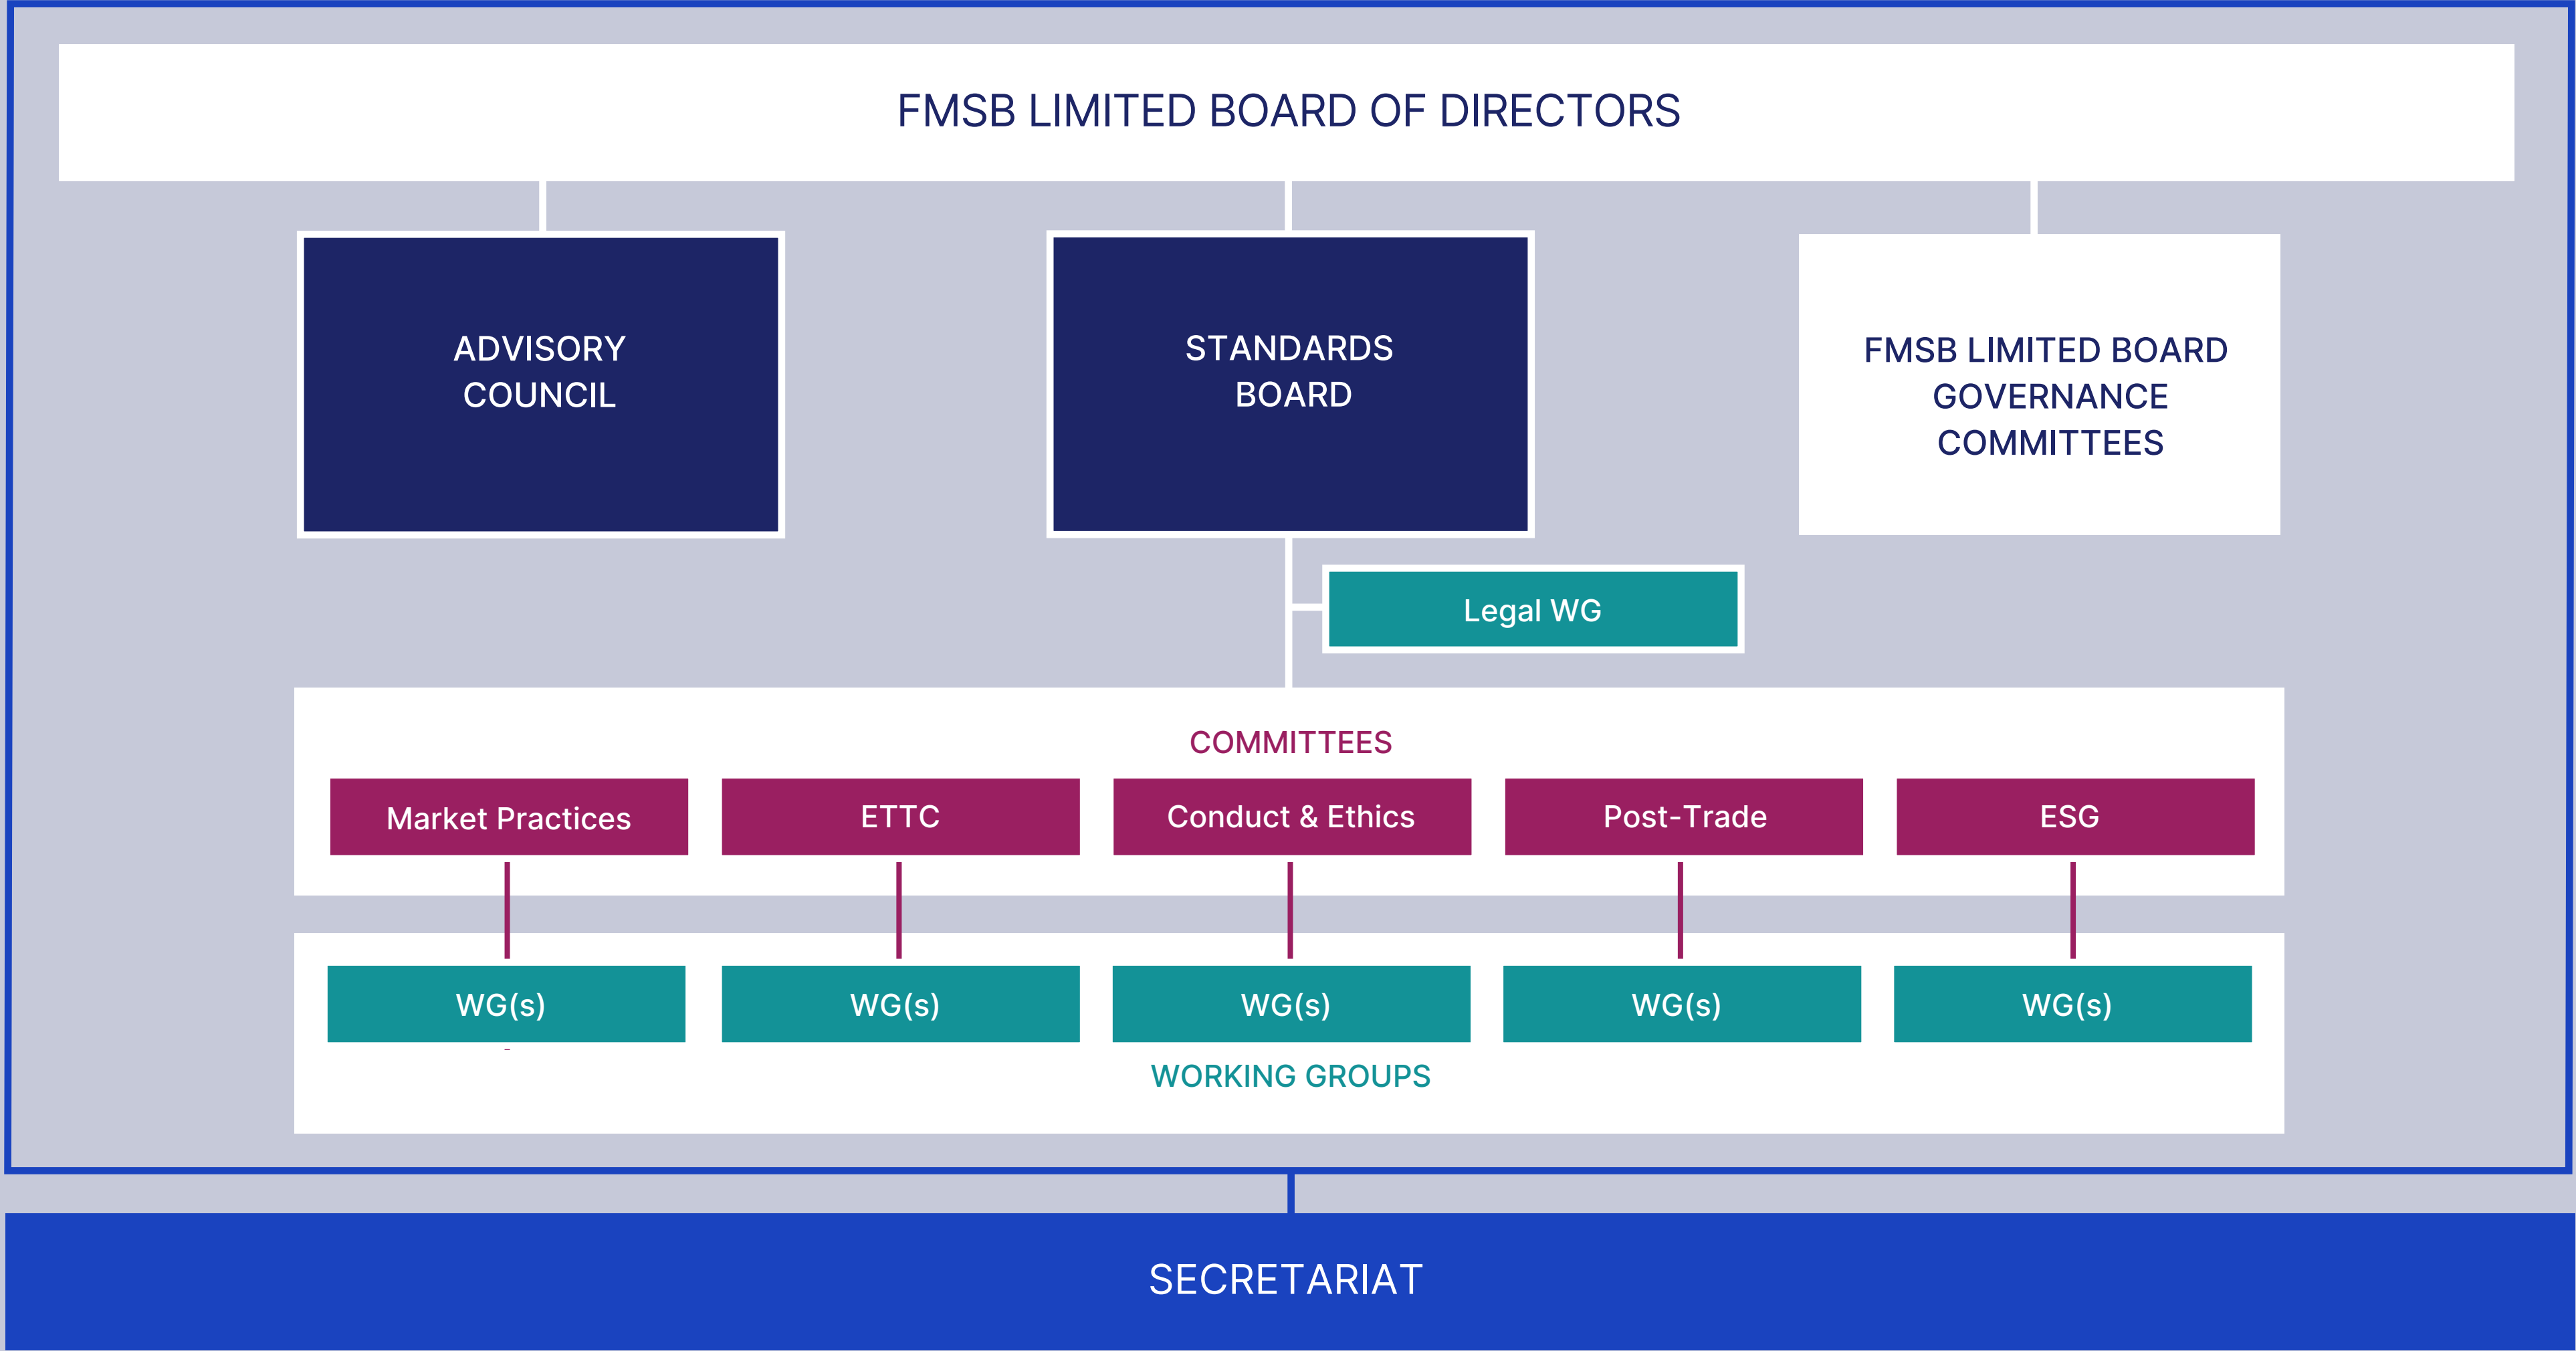 FMSB LIMITED BOARD OF DIRECTORS
ADVISORY
COUNCIL
STANDARDS
BOARD
FMSB LIMITED BOARD
GOVERNANCE
COMMITTEES
Legal WG
COMMITTEES
Market Practices
ETTC
Conduct & Ethics
Post-Trade
ESG
WG(s)
WG(s)
WG(s)
WG(s)
WG(s)
WORKING GROUPS
SECRETARIAT